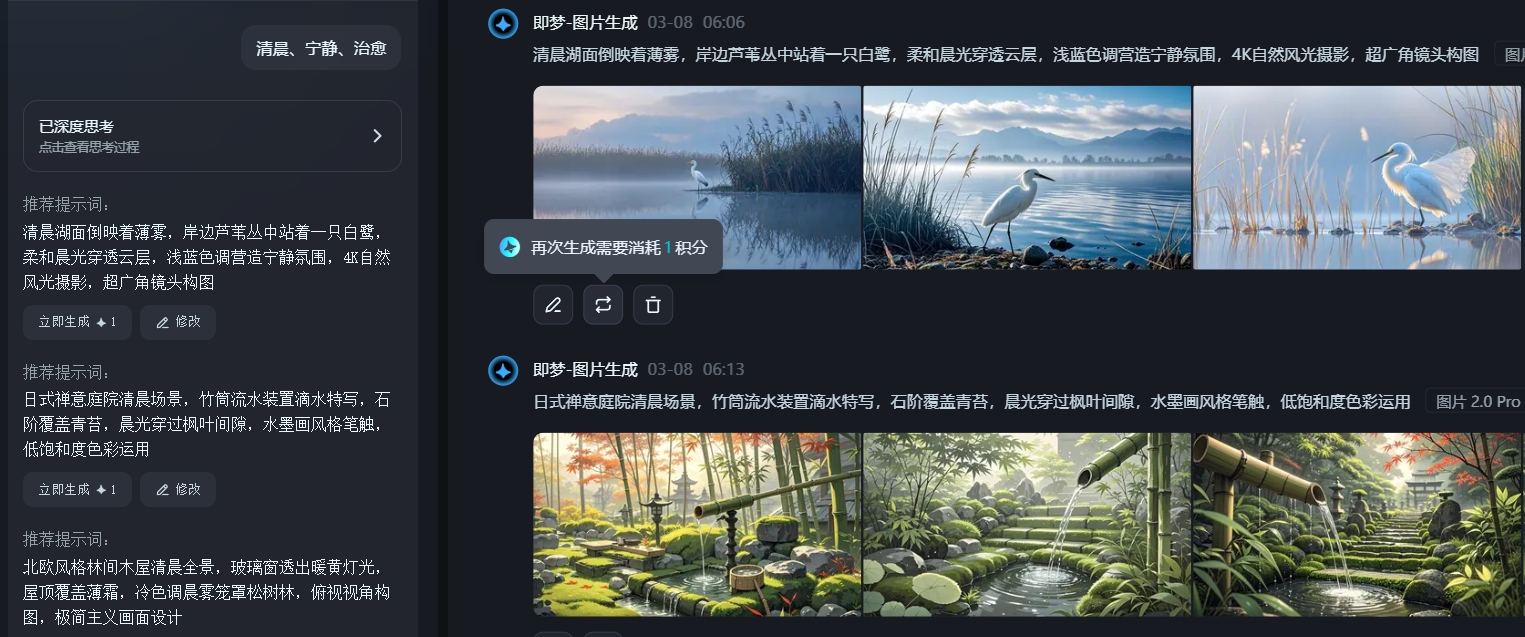 清晨、宁静、治愈
已深度思考
点击查看思考过程
推荐提示词：
清晨湖面倒映着薄雾，岸边芦苇丛中站着一只白鹭，
柔和晨光穿透云层，浅蓝色调营造宁静氛围，4K自然
风光摄影，超广角镜头构图
立即生成 1
修改
推荐提示词：
日式禅意庭院清晨场景，竹筒流水装置滴水特写，石
阶覆盖青苔，晨光穿过枫叶间隙，水墨画风格笔触，
低饱和度色彩运用
立即生成 1
修改
推荐提示词：
北欧风格林间木屋清晨全景，玻璃窗透出暖黄灯光，
屋顶覆盖薄霜，冷色调晨雾笼罩松树林，俯视视角构
图，极简主义画面设计
即梦-图片生成 03-08 06:06
清晨湖面倒映着薄雾，岸边芦苇丛中站着一只白鹭，柔和晨光穿透云层，浅蓝色调营造宁静氛围，4K自然风光摄影，超广角镜头构图
再次生成需要消耗 1 积分
即梦-图片生成 03-08 06:13
日式禅意庭院清晨场景，竹筒流水装置滴水特写，石阶覆盖青苔，晨光穿过枫叶间隙，水墨画风格笔触，低饱和度色彩运用 图片 2.0 Pro